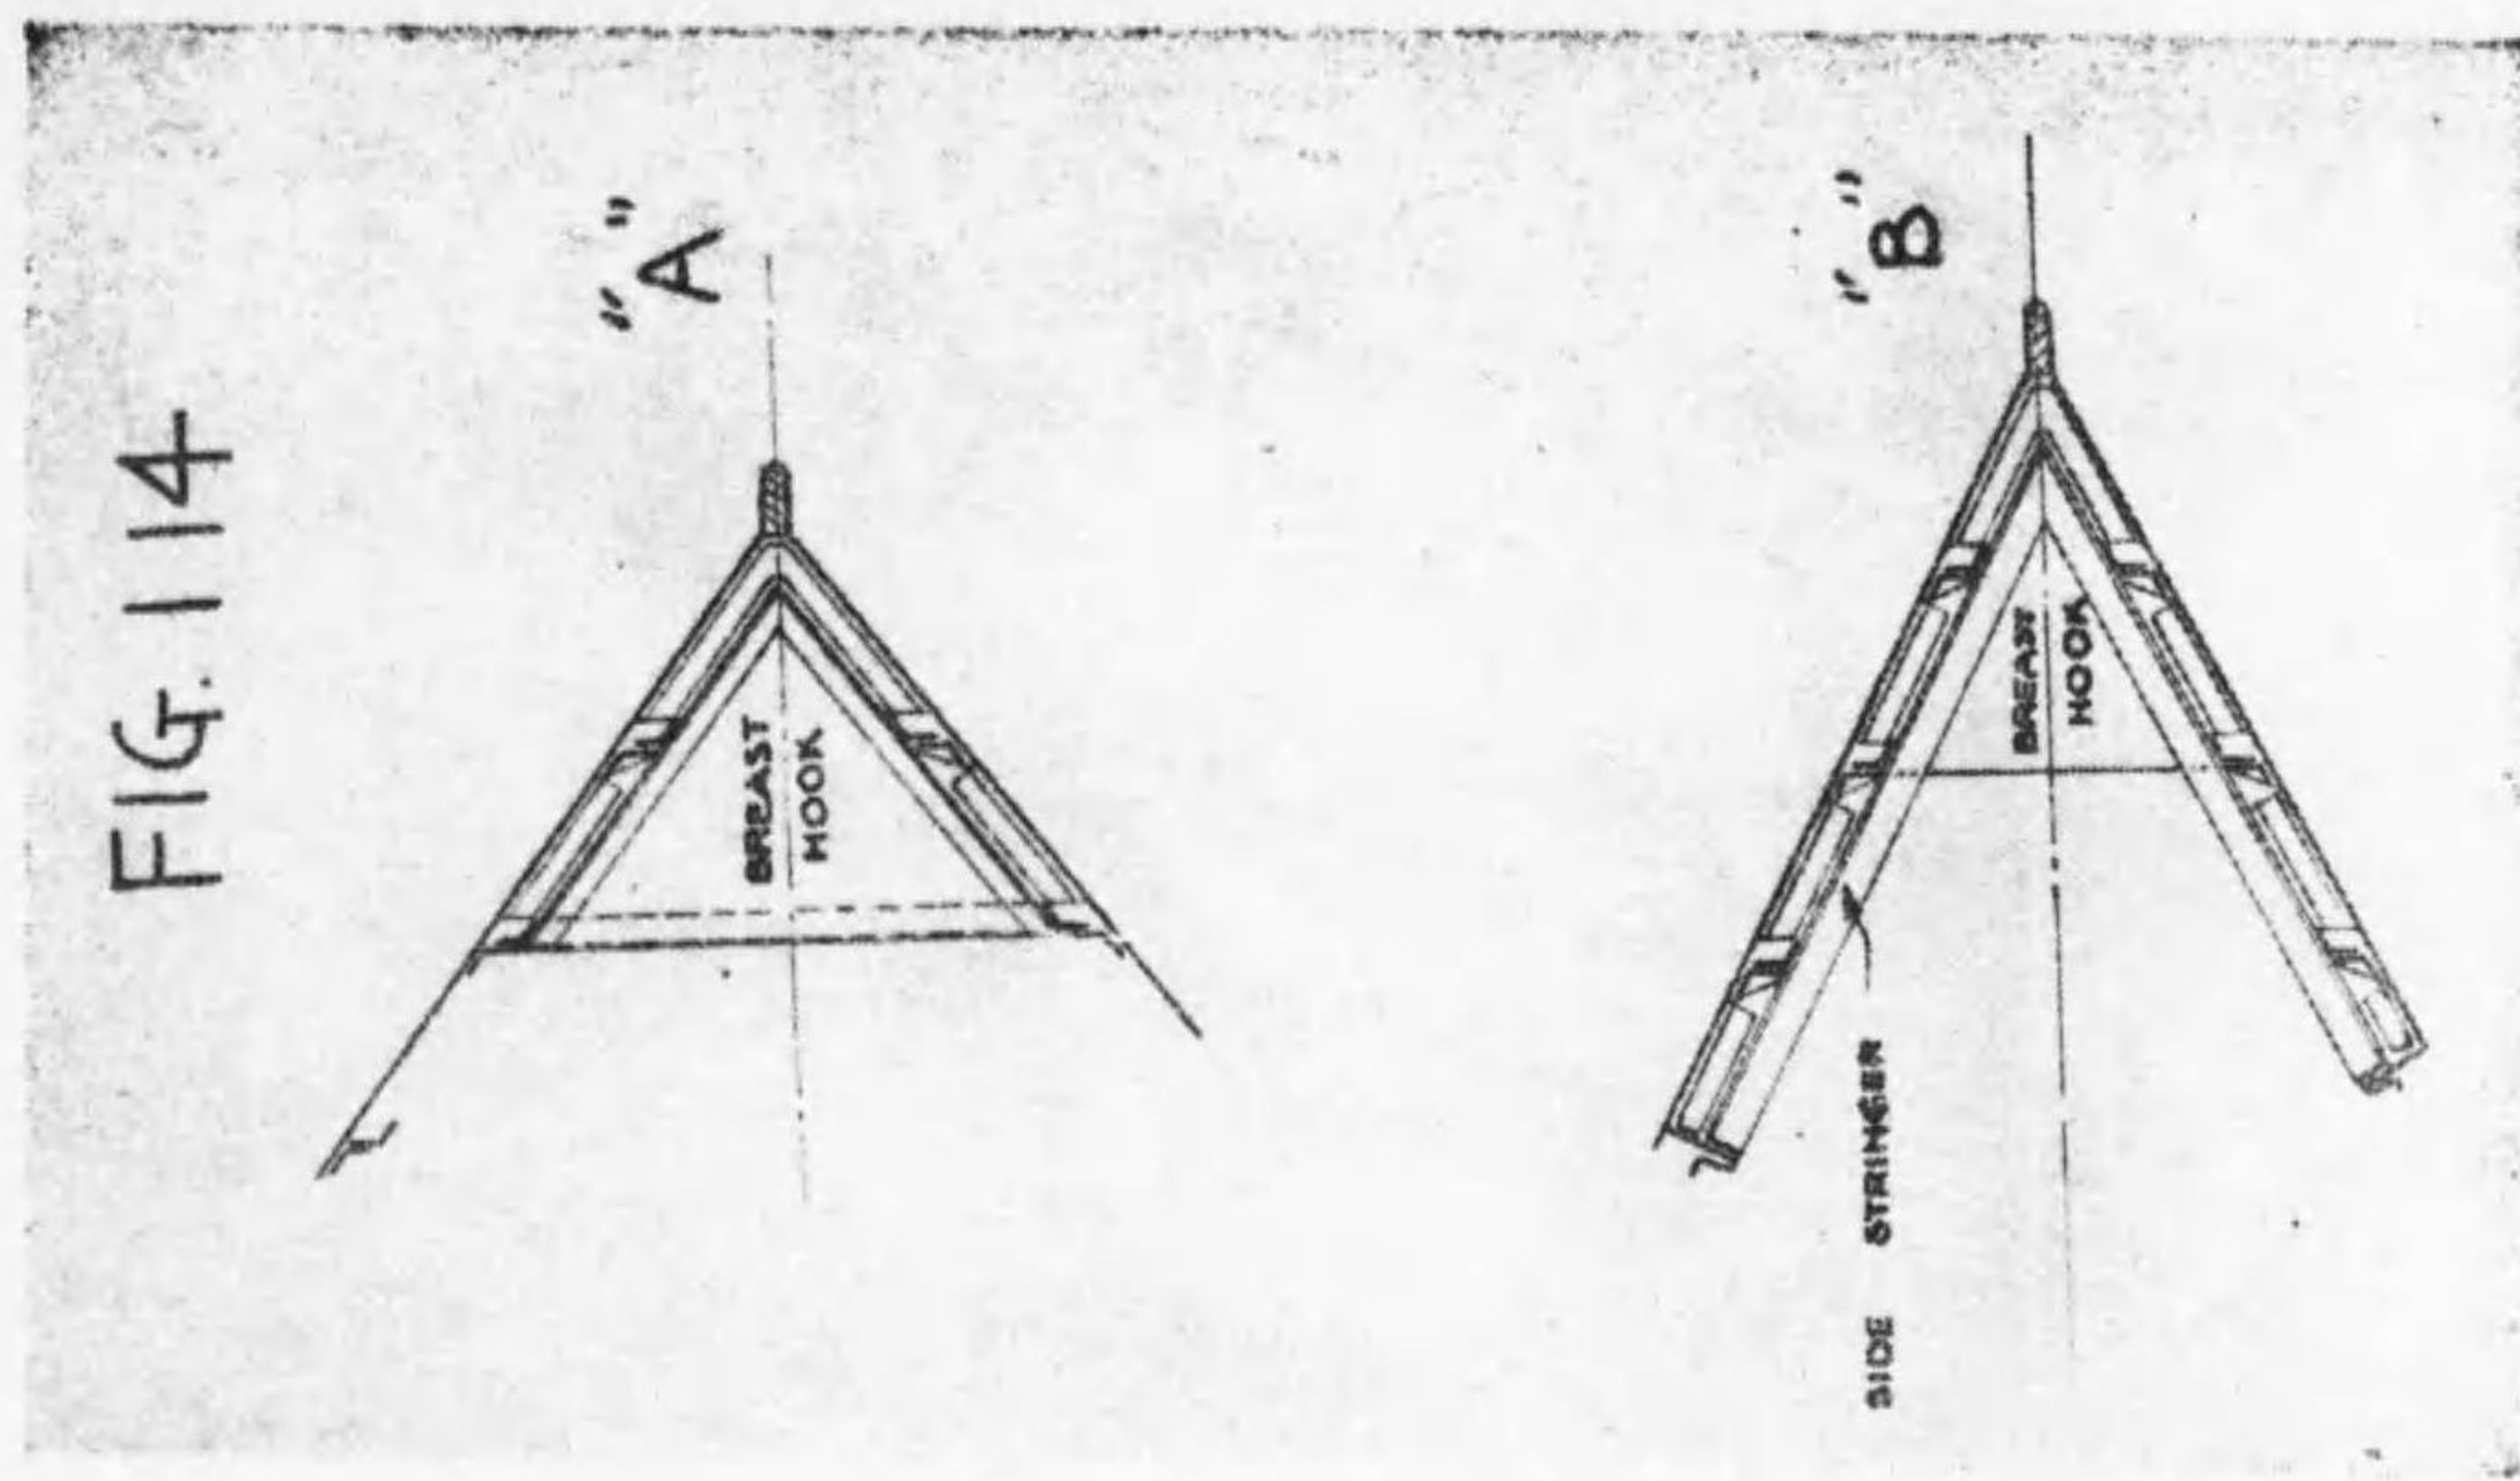 FIG. 114
"A"
BREAST
HOOK
"B"
BREAST
HOOK
SIDE STRINGER